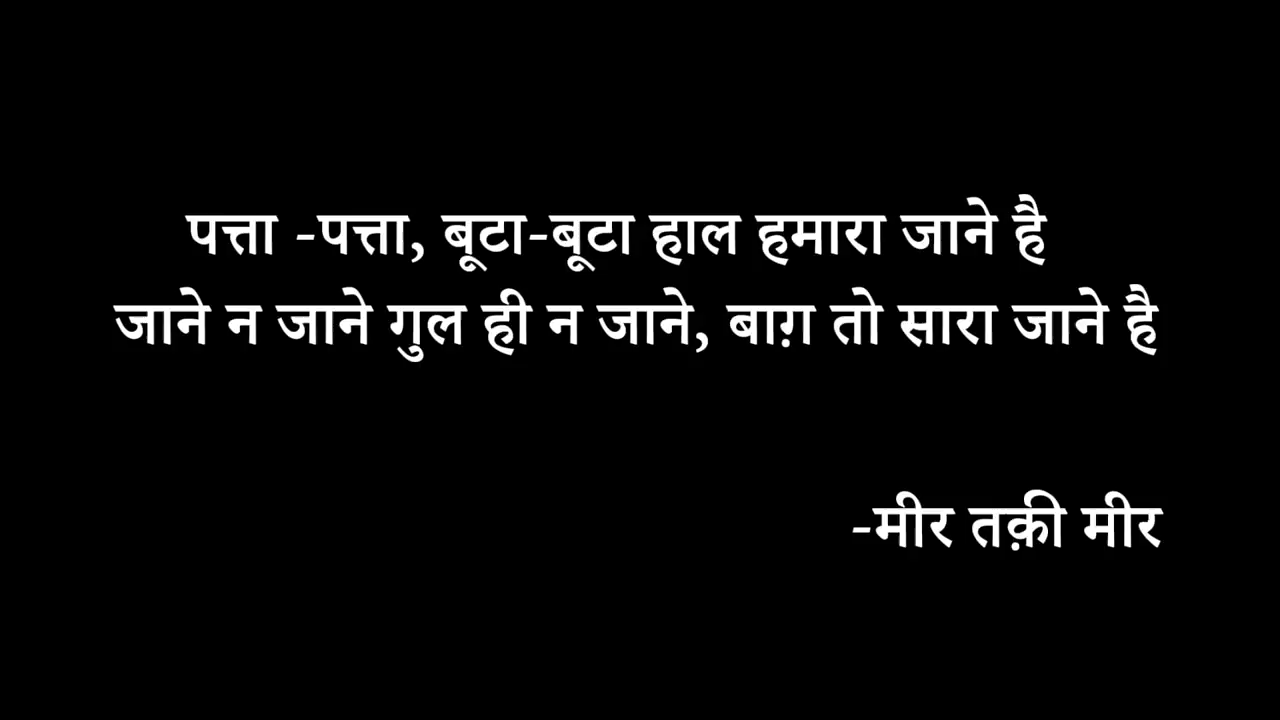 पत्ता -पत्ता, बूटा-बूटा हाल हमारा जाने है
जाने न जाने गुल ही न जाने, बाग़ तो सारा जाने है
-मीर तक़ी मीर